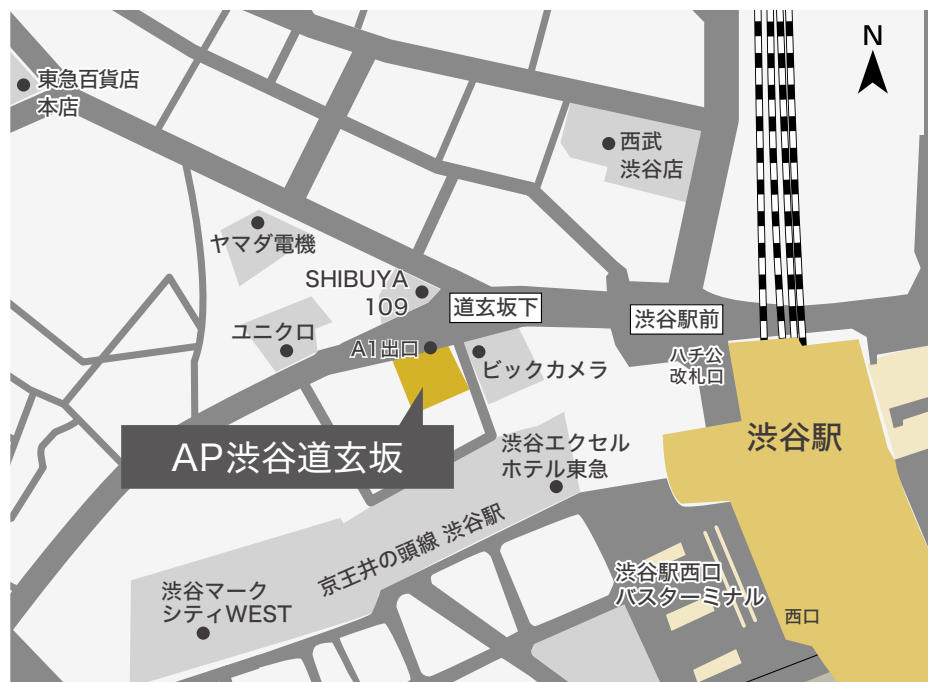 N
東急百貨店
本店
西武
渋谷店
ヤマダ電機
SHIBUYA
109
道玄坂下
渋谷駅前
ユニクロ
A1出口
ビックカメラ
ハチ公
改札口
AP渋谷道玄坂
渋谷エクセル
ホテル東急
渋谷駅
京王井の頭線 渋谷駅
渋谷マーク
シティWEST
渋谷駅西口
バスターミナル
西口